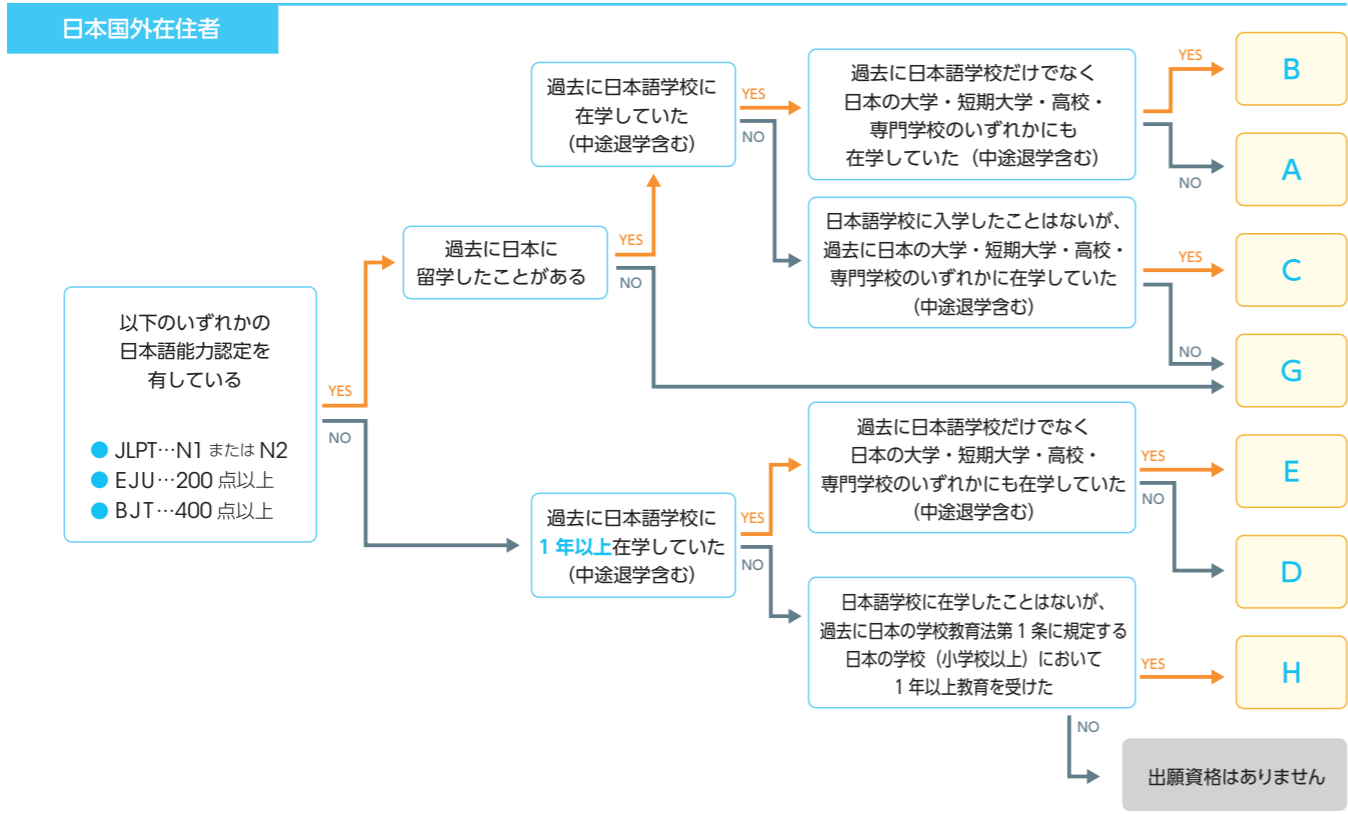 日本国外在住者
以下のいずれかの
日本語能力認定を
有している
● JLPT…N1 または N2
● EJU…200 点以上
● BJT…400 点以上
YES
NO
過去に日本に
留学したことがある
YES
NO
過去に日本語学校に
在学していた
（中途退学含む）
YES
NO
過去に日本語学校だけでなく
日本の大学・短期大学・高校・
専門学校のいずれかにも
在学していた（中途退学含む）
YES
NO
B
A
日本語学校に入学したことはないが、
過去に日本の大学・短期大学・高校・
専門学校のいずれかに在学していた
（中途退学含む）
YES
NO
C
G
過去に日本語学校に
1 年以上在学していた
（中途退学含む）
YES
NO
過去に日本語学校だけでなく
日本の大学・短期大学・高校・
専門学校のいずれかにも在学していた
（中途退学含む）
YES
NO
E
D
日本語学校に在学したことはないが、
過去に日本の学校教育法第 1 条に規定する
日本の学校（小学校以上）において
1 年以上教育を受けた
YES
NO
H
出願資格はありません